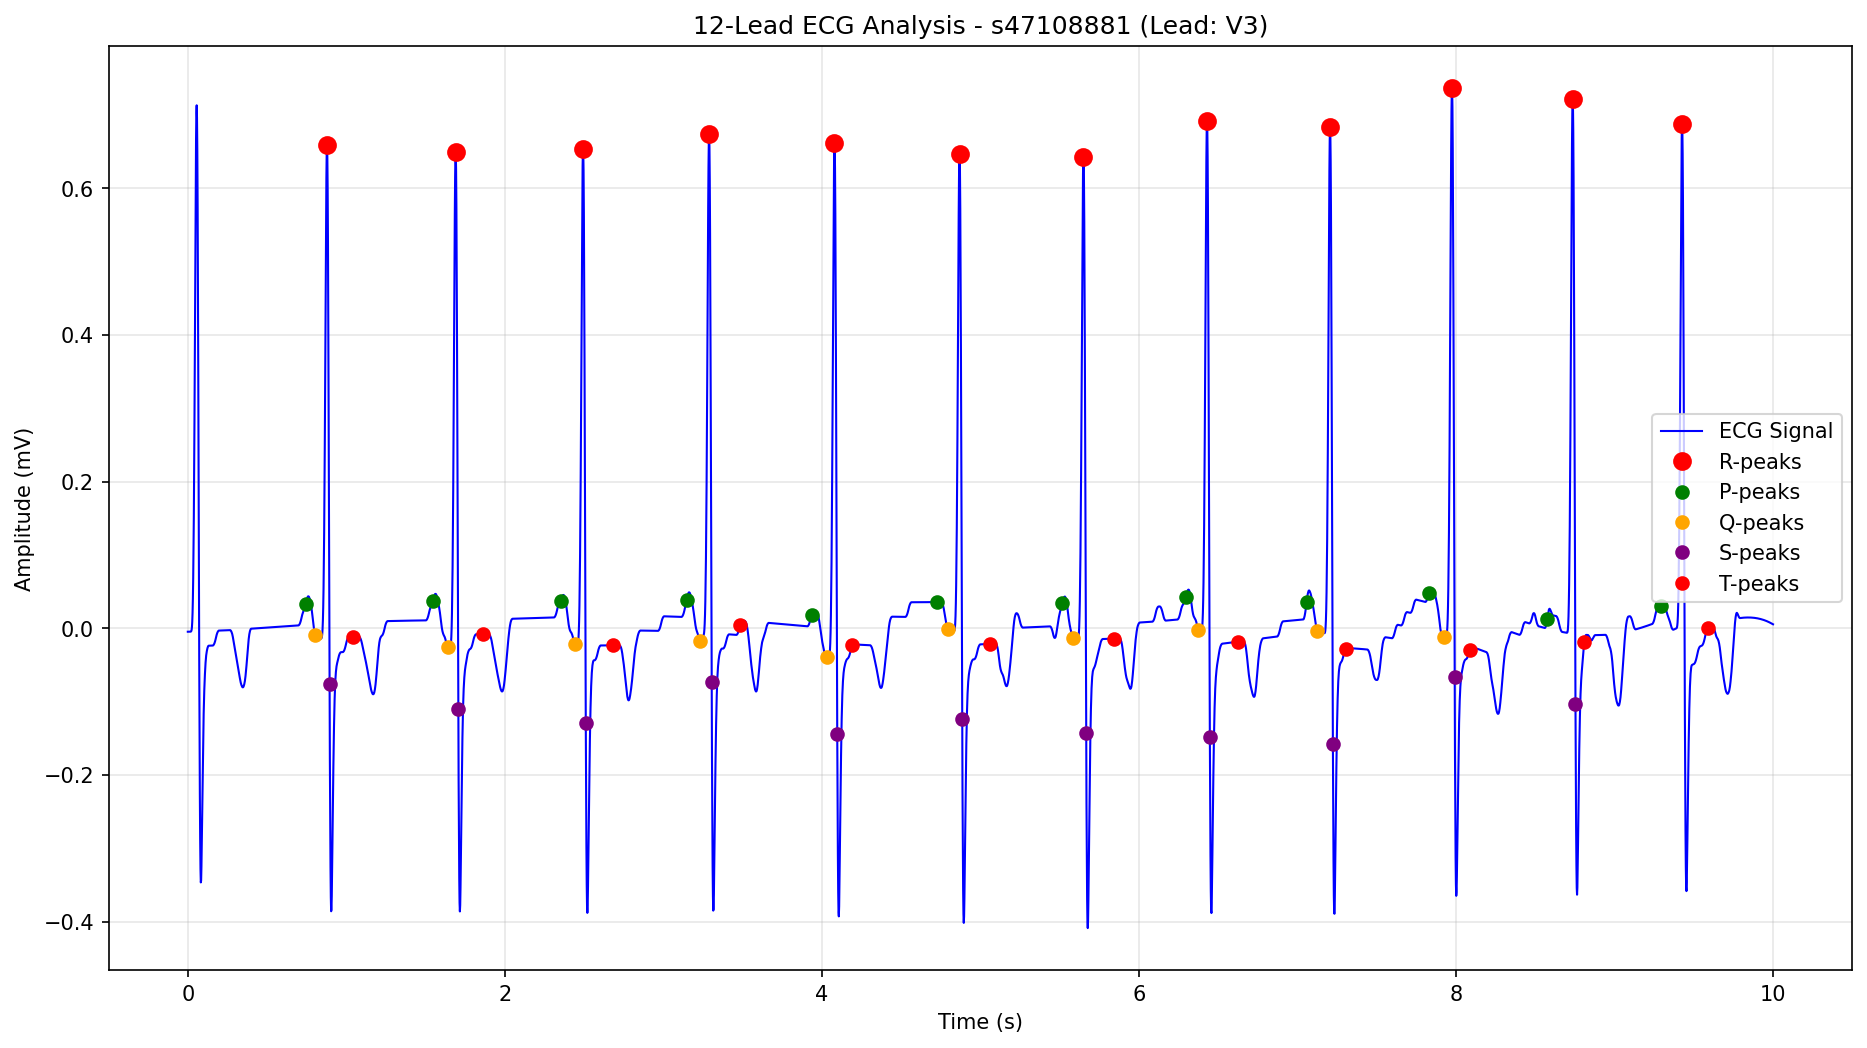 12-Lead ECG Analysis - s47108881 (Lead: V3)
Amplitude (mV)
0.6
0.4
0.2
0.0
−0.2
−0.4
ECG Signal
R-peaks
P-peaks
Q-peaks
S-peaks
T-peaks
0 2 4 6 8 10
Time (s)